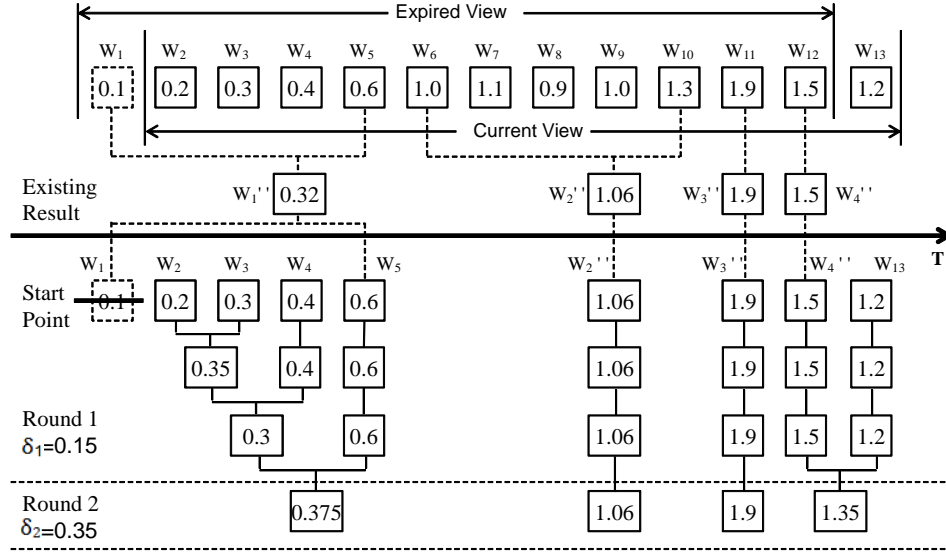 Expired View
W1 W2 W3 W4 W5 W6 W7 W8 W9 W10 W11 W12 W13
0.1 0.2 0.3 0.4 0.6 1.0 1.1 0.9 1.0 1.3 1.9 1.5 1.2
Current View
Existing Result
W1'' 0.32 W2'' 1.06 W3'' 1.9 1.5 W4''
T
W1 W2 W3 W4 W5 W2'' W3'' W4'' W13
Start Point
0.1 0.2 0.3 0.4 0.6 1.06 1.9 1.5 1.2
0.35 0.4 0.6 1.06 1.9 1.5 1.2
Round 1
δ1=0.15
0.3 0.6 1.06 1.9 1.5 1.2
Round 2
δ2=0.35
0.375 1.06 1.9 1.35